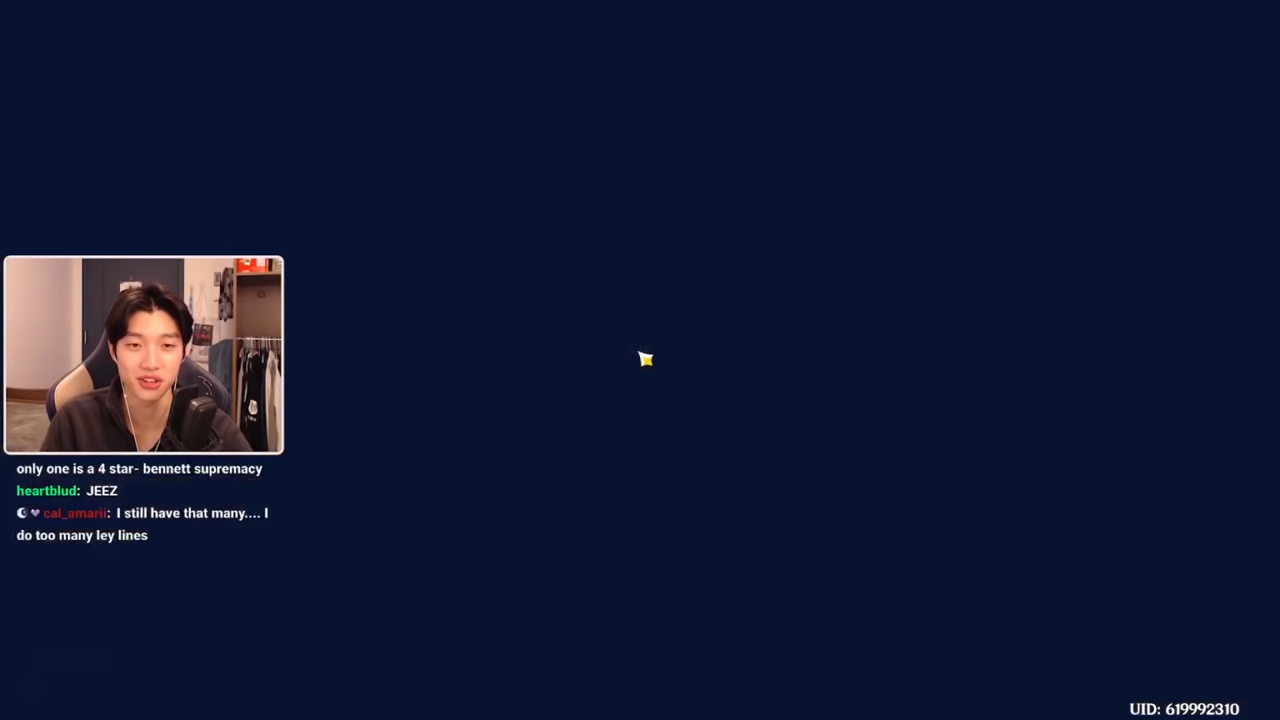 only one is a 4 star- bennett supremacy
heartblud: JEEZ
cal_amarii: I still have that many.... I
do too many ley lines
UID: 619992310